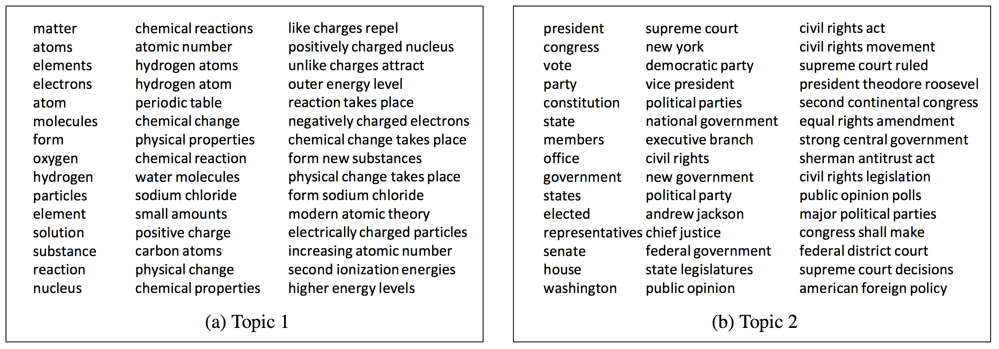 matter chemical reactions like charges repel
atoms atomic number positively charged nucleus
elements hydrogen atoms unlike charges attract
electrons hydrogen atom outer energy level
atom periodic table reaction takes place
molecules chemical change negatively charged electrons
form physical properties chemical change takes place
oxygen chemical reaction form new substances
hydrogen water molecules physical change takes place
particles sodium chloride form sodium chloride
element small amounts modern atomic theory
solution positive charge electrically charged particles
substance carbon atoms increasing atomic number
reaction physical change second ionization energies
nucleus chemical properties higher energy levels
(a) Topic 1
president supreme court civil rights act
congress new york civil rights movement
vote democratic party supreme court ruled
party vice president president theodore roosevel
constitution political parties second continental congress
state national government equal rights amendment
members executive branch strong central government
office civil rights sherman antitrust act
government new government civil rights legislation
states political party public opinion polls
elected andrew jackson major political parties
representatives chief justice congress shall make
senate federal government federal district court
house state legislatures supreme court decisions
washington public opinion american foreign policy
(b) Topic 2